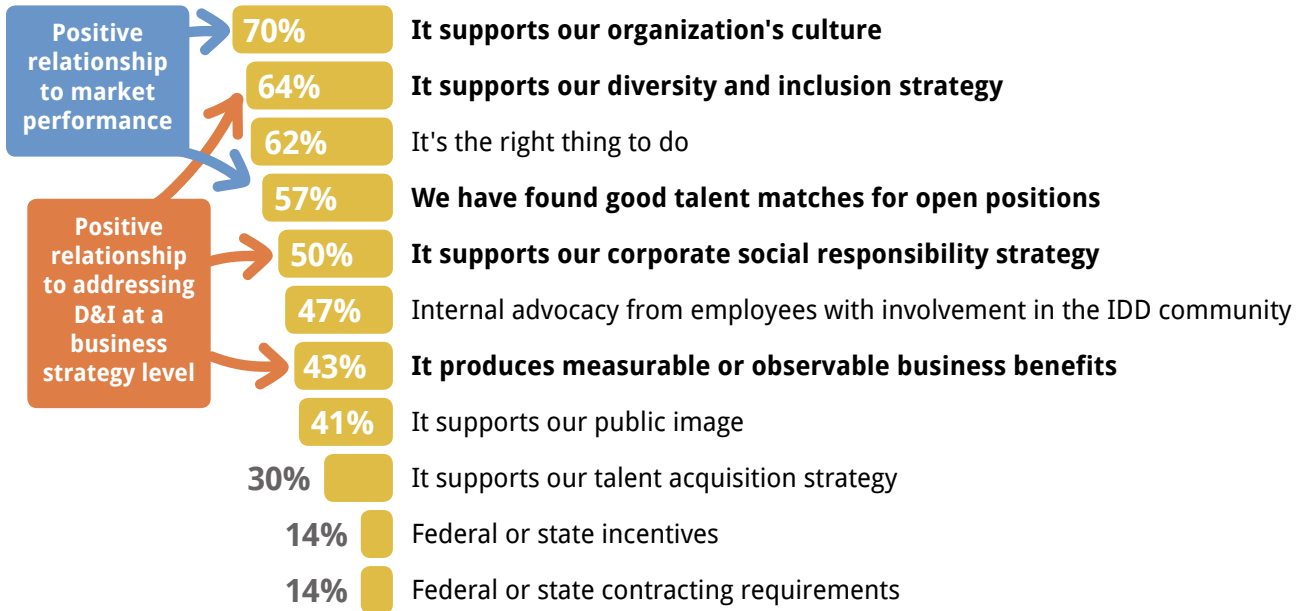 Positive
relationship
to market
performance
Positive
relationship
to addressing
D&I at a
business
strategy level
70% It supports our organization's culture
64% It supports our diversity and inclusion strategy
62% It's the right thing to do
57% We have found good talent matches for open positions
50% It supports our corporate social responsibility strategy
47% Internal advocacy from employees with involvement in the IDD community
43% It produces measurable or observable business benefits
41% It supports our public image
30% It supports our talent acquisition strategy
14% Federal or state incentives
14% Federal or state contracting requirements